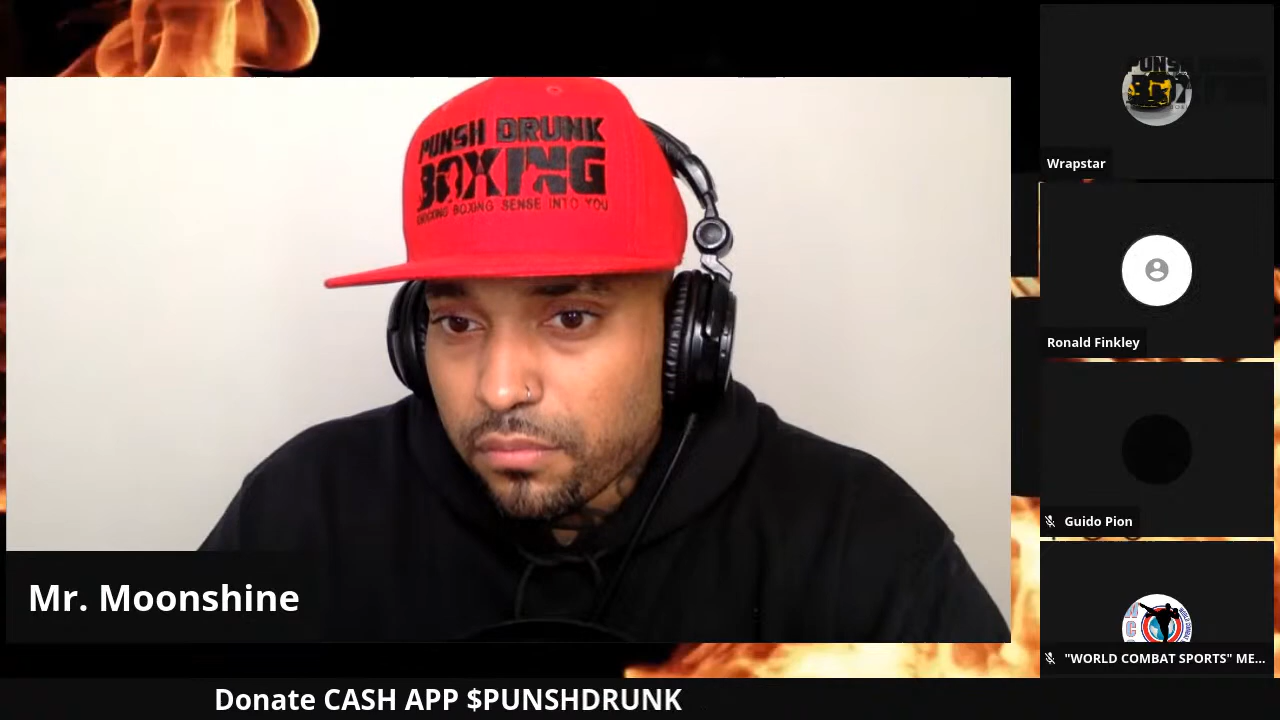 PUNSH DRUNK
BOXING
KNOCKING BOXING SENSE INTO YOU
Mr. Moonshine
Wrapstar
Ronald Finkley
Guido Pion
"WORLD COMBAT SPORTS" ME...
Donate CASH APP $PUNSHDRUNK